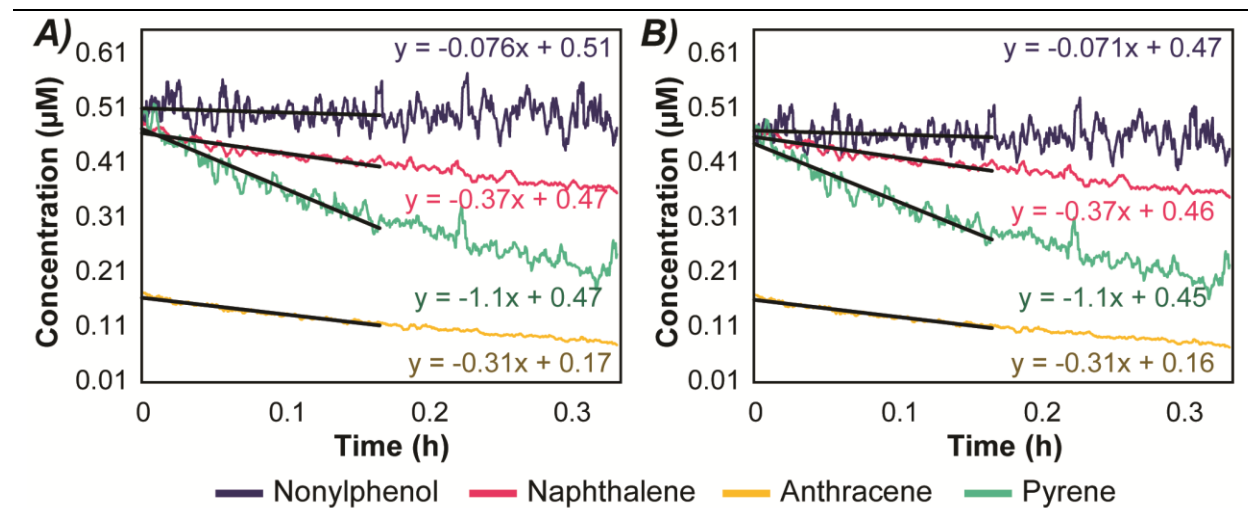 A)
Concentration (µM)
0.61
0.51
0.41
0.31
0.21
0.11
0.01
y = -0.076x + 0.51
y = -0.37x + 0.47
y = -1.1x + 0.47
y = -0.31x + 0.17
0 0.1 0.2 0.3
Time (h)
B)
Concentration (µM)
0.61
0.51
0.41
0.31
0.21
0.11
0.01
y = -0.071x + 0.47
y = -0.37x + 0.46
y = -1.1x + 0.45
y = -0.31x + 0.16
0 0.1 0.2 0.3
Time (h)
Nonylphenol Naphthalene Anthracene Pyrene